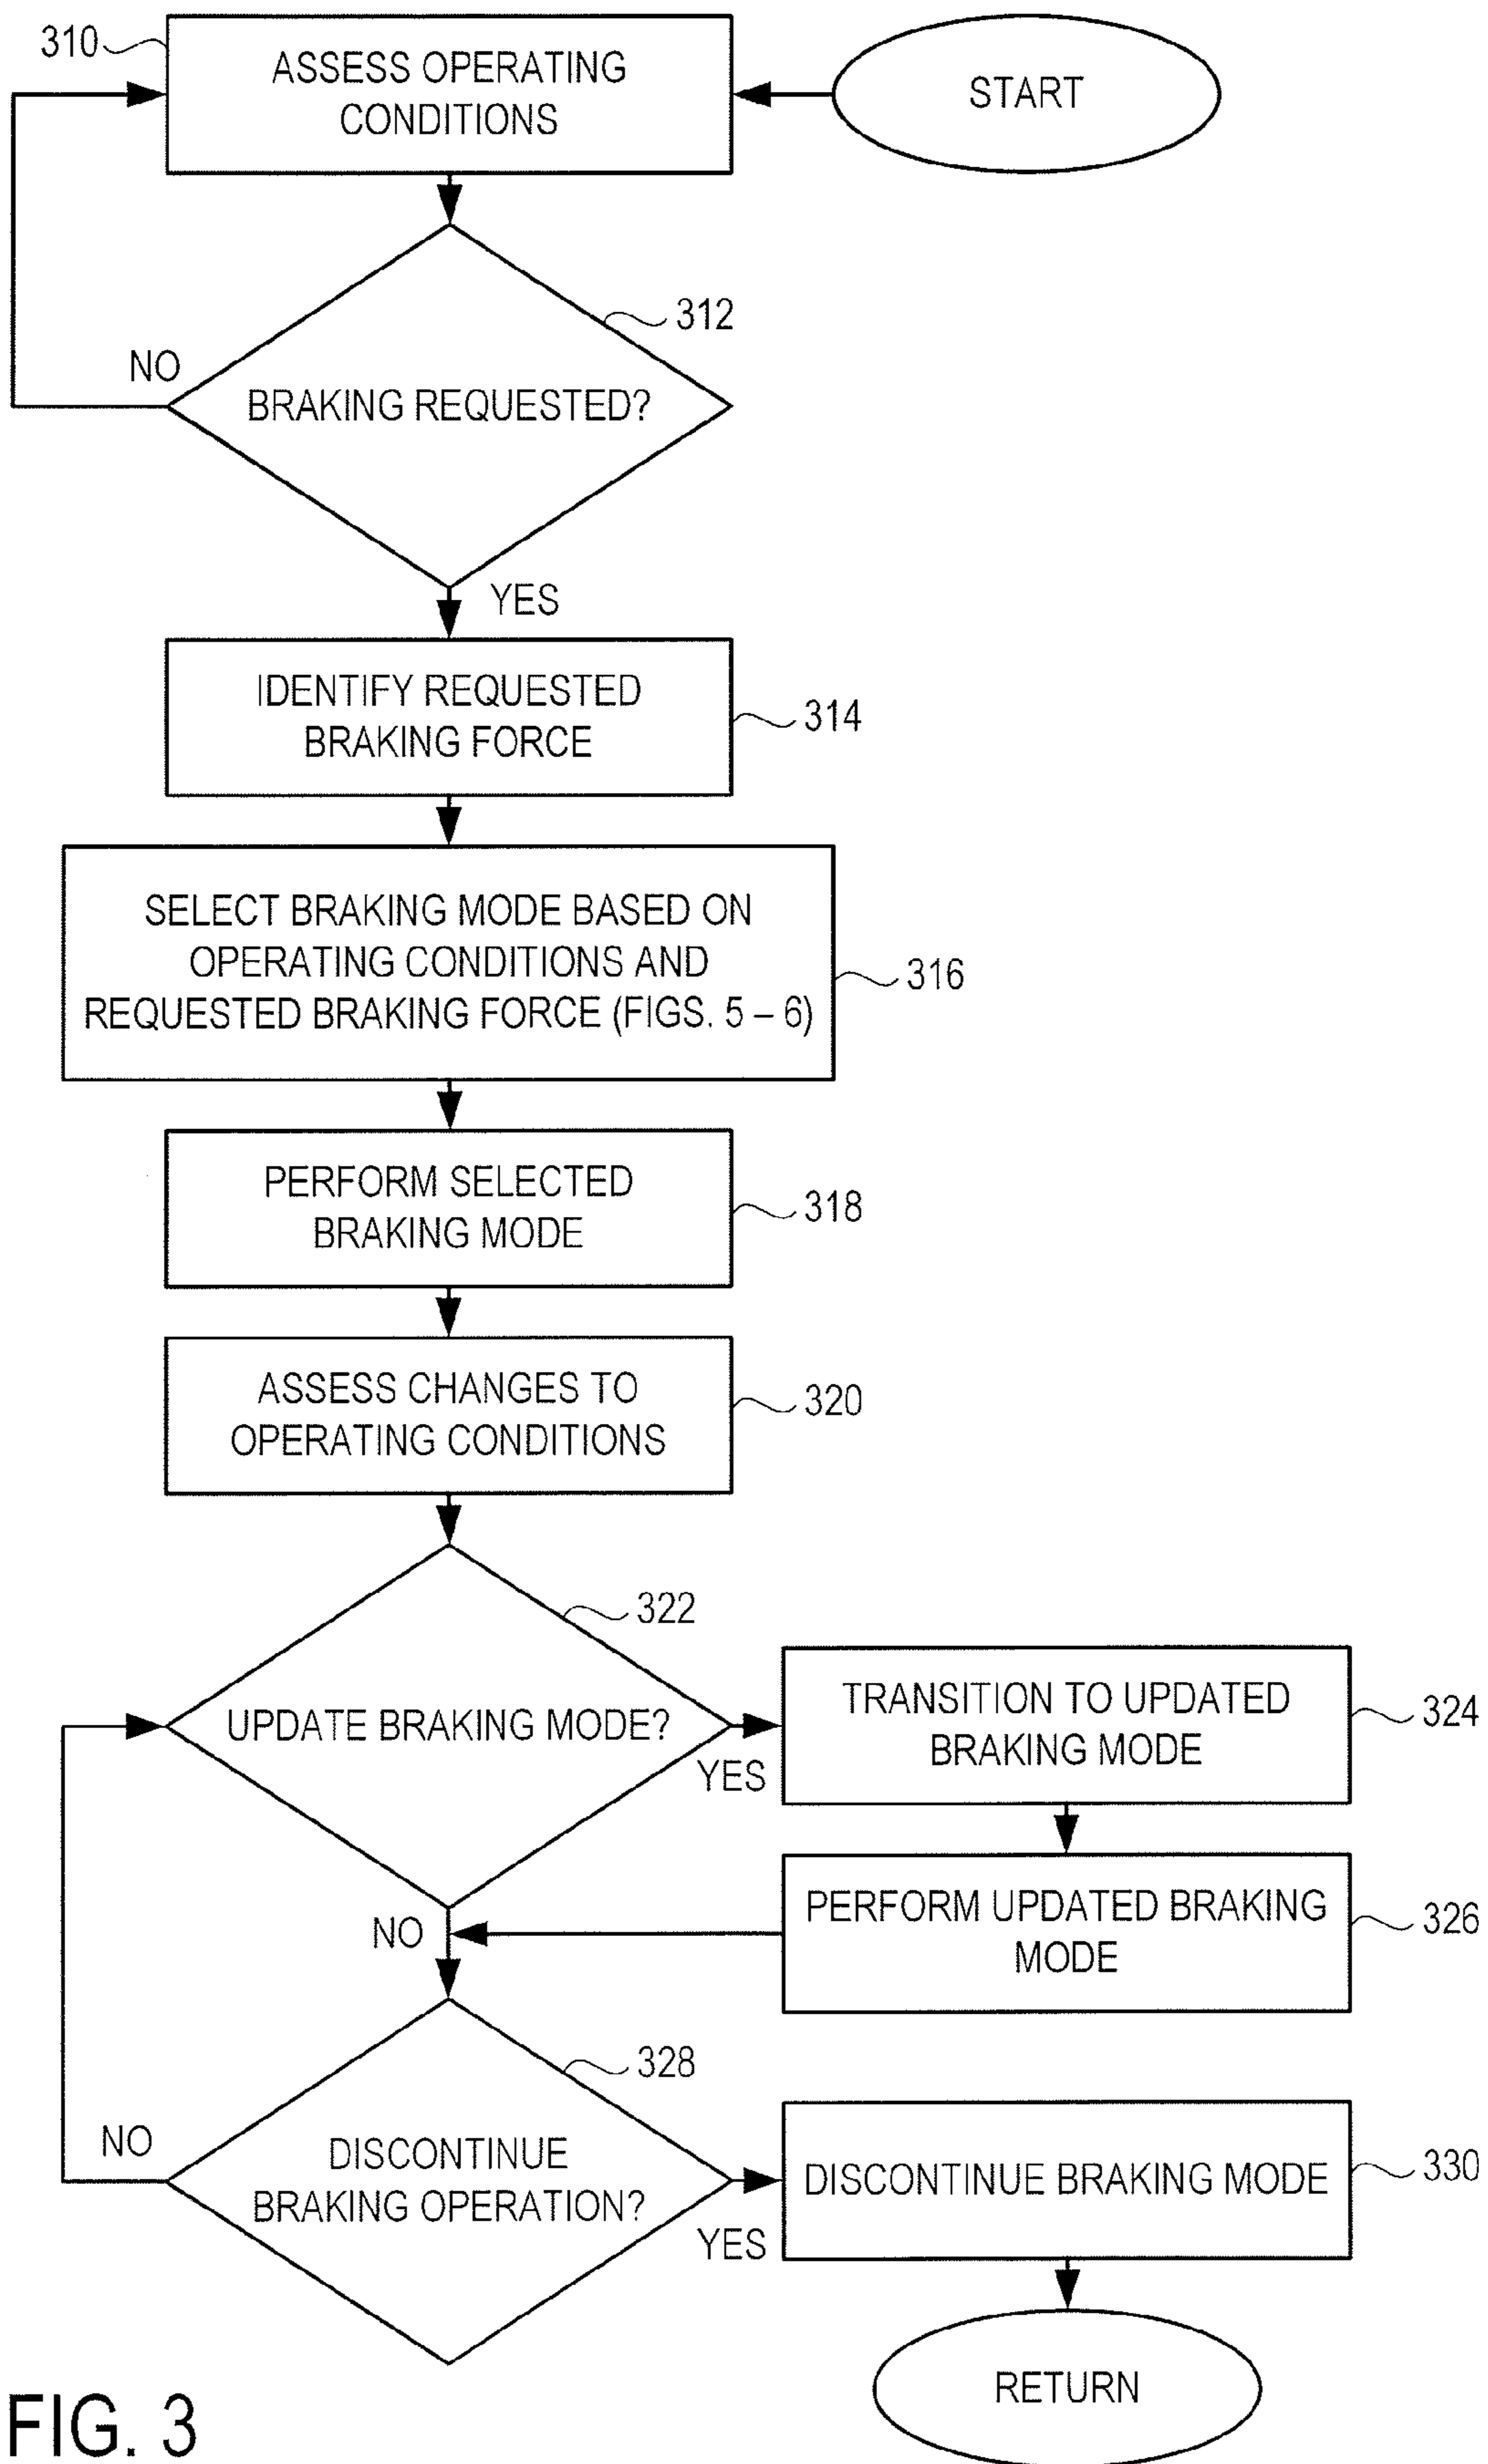 310
ASSESS OPERATING
CONDITIONS
START
312
NO
BRAKING REQUESTED?
YES
IDENTIFY REQUESTED
BRAKING FORCE
314
SELECT BRAKING MODE BASED ON
OPERATING CONDITIONS AND
REQUESTED BRAKING FORCE (FIGS. 5 – 6)
316
PERFORM SELECTED
BRAKING MODE
318
ASSESS CHANGES TO
OPERATING CONDITIONS
320
322
UPDATE BRAKING MODE?
YES
TRANSITION TO UPDATED
BRAKING MODE
324
NO
PERFORM UPDATED BRAKING
MODE
326
328
NO
DISCONTINUE
BRAKING OPERATION?
YES
DISCONTINUE BRAKING MODE
330
RETURN
FIG. 3